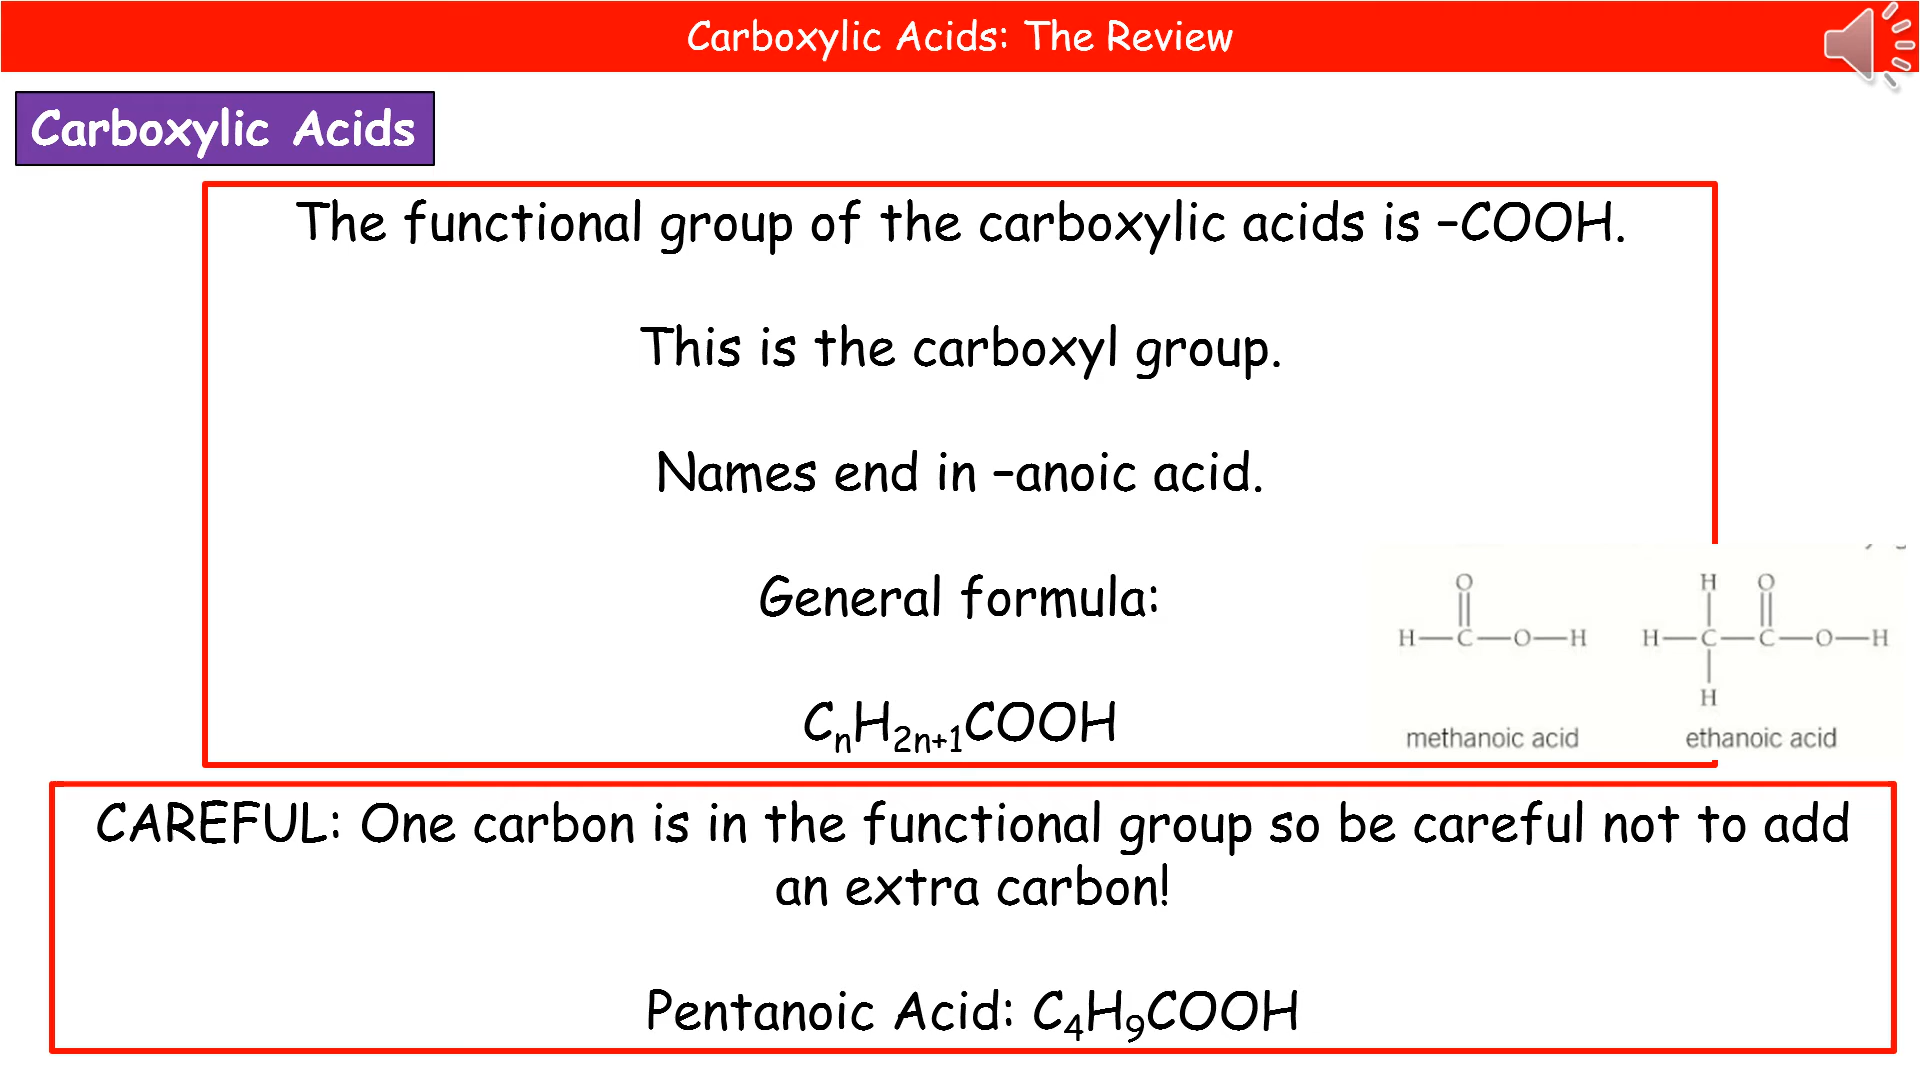 Carboxylic Acids: The Review
Carboxylic Acids
The functional group of the carboxylic acids is –COOH.
This is the carboxyl group.
Names end in –anoic acid.
General formula:
CₙH₂ₙ₊₁COOH
O
H—C—O—H
methanoic acid
H O
H—C—C—O—H
H
ethanoic acid
CAREFUL: One carbon is in the functional group so be careful not to add
an extra carbon!
Pentanoic Acid: C₄H₉COOH